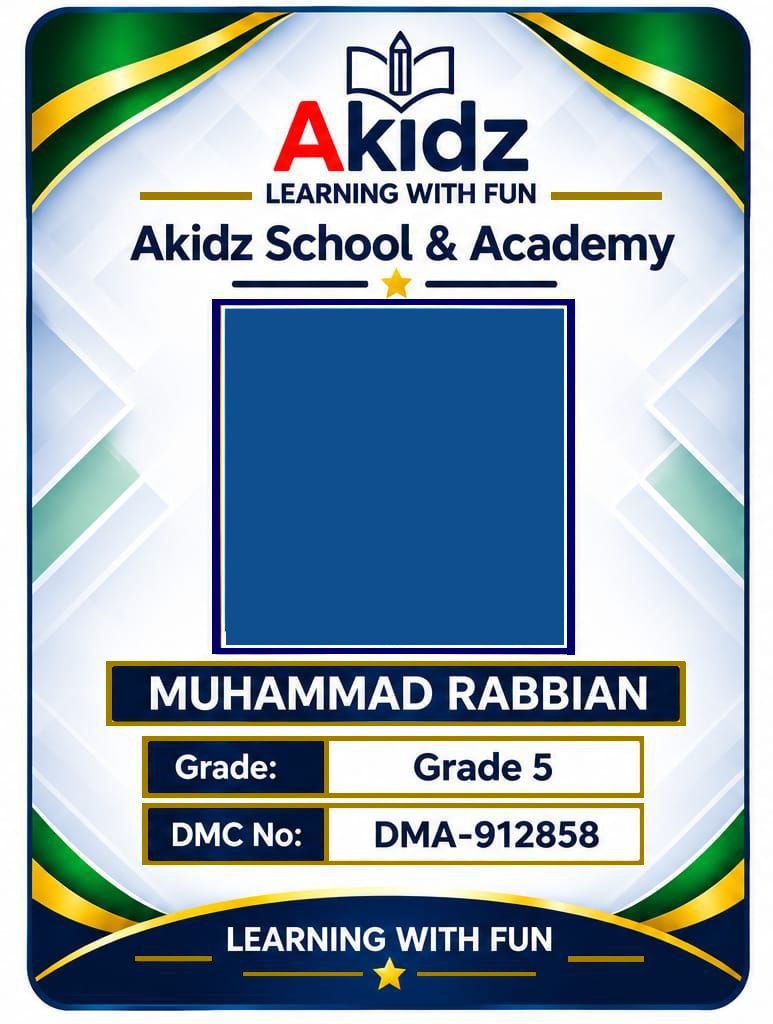 Akidz
LEARNING WITH FUN
Akidz School & Academy
MUHAMMAD RABBIAN
Grade: Grade 5
DMC No: DMA-912858
LEARNING WITH FUN